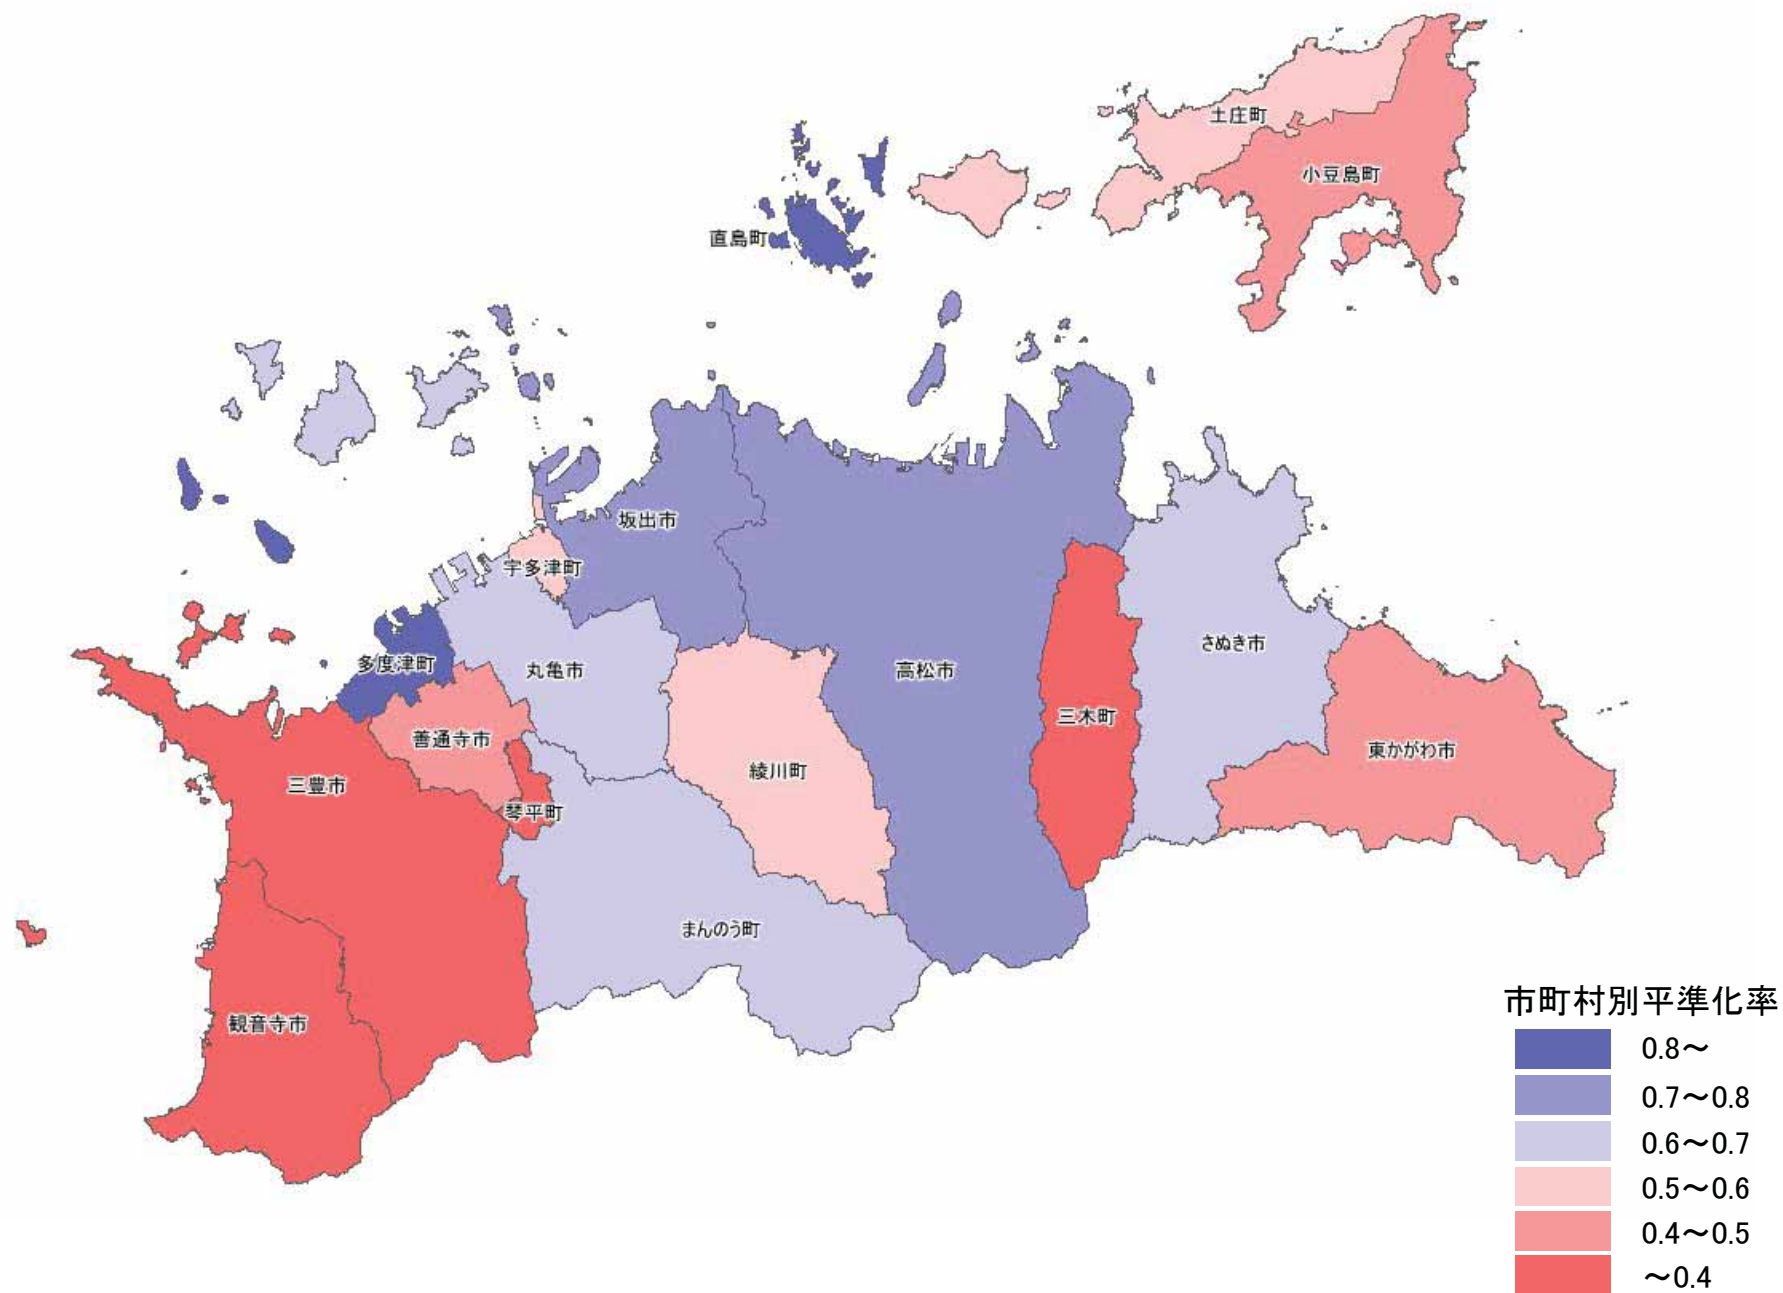 土庄町
小豆島町
直島町
坂出市
宇多津町
多度津町
丸亀市
高松市
さぬき市
三木町
善通寺市
東かがわ市
綾川町
三豊市
琴平町
まんのう町
観音寺市
市町村別平準化率
0.8～
0.7～0.8
0.6～0.7
0.5～0.6
0.4～0.5
～0.4